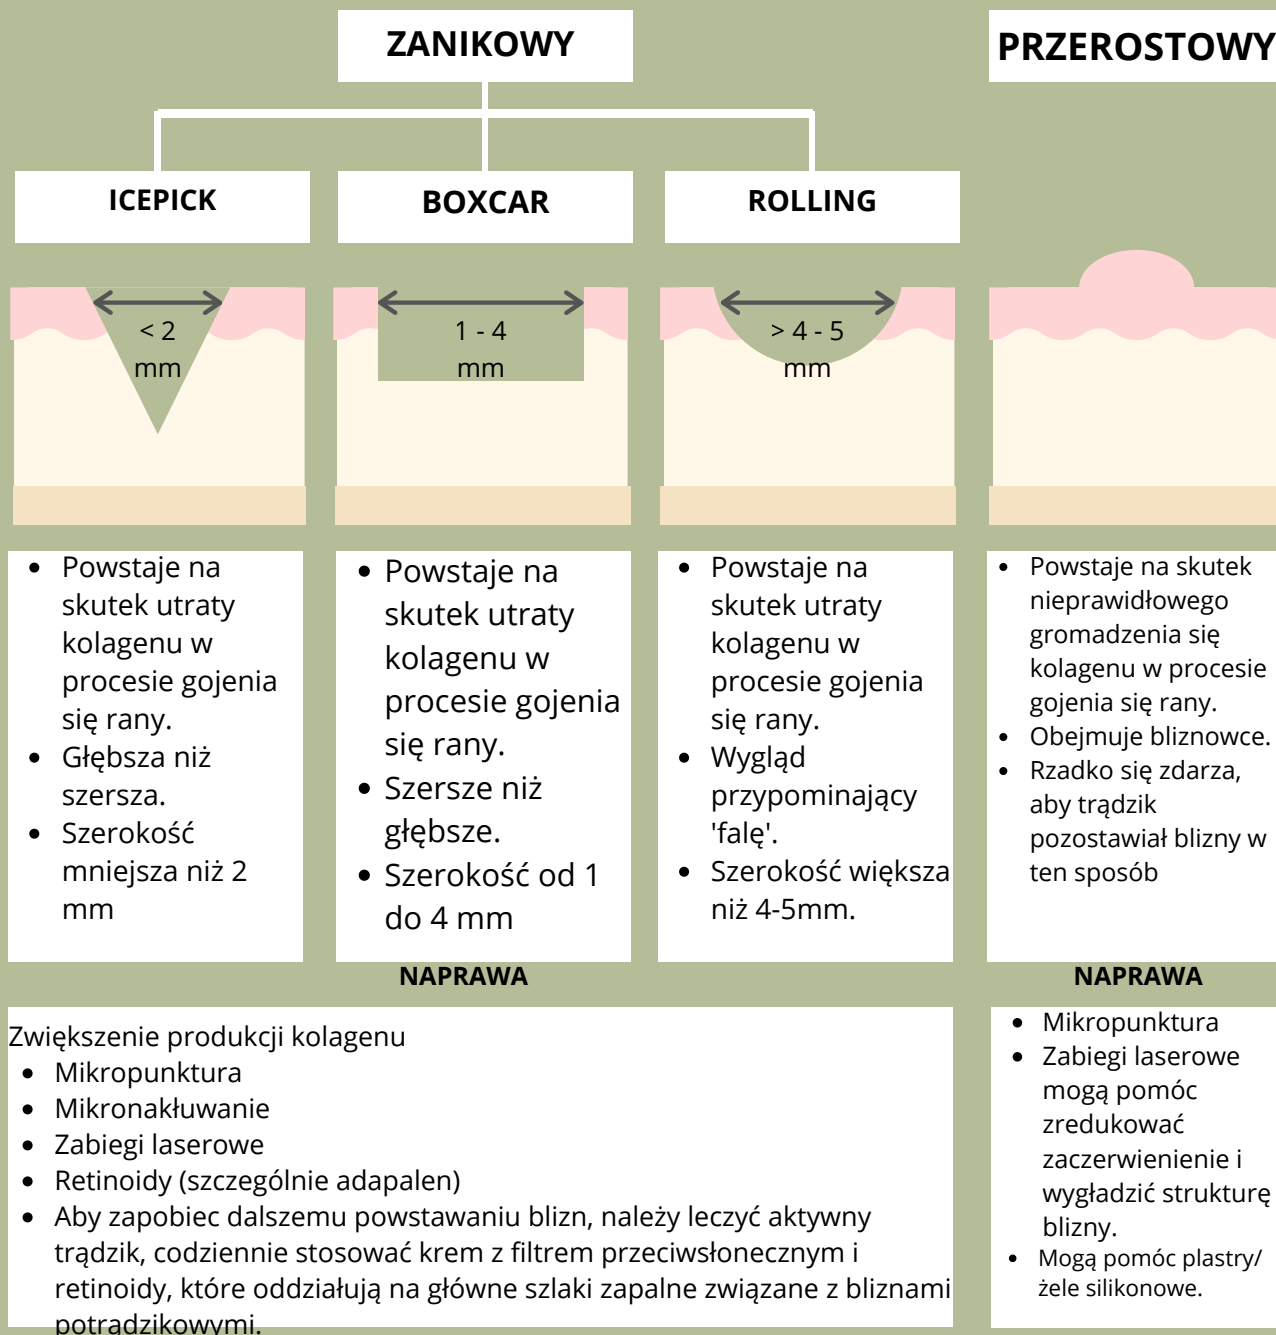 ZANIKOWY
PRZEROSTOWY
ICEPICK
BOXCAR
ROLLING
< 2
mm
1 - 4
mm
> 4 - 5
mm
• Powstaje na
skutek utraty
kolagenu w
procesie gojenia
się rany.
• Głębsza niż
szersza.
• Szerokość
mniejsza niż 2
mm
• Powstaje na
skutek utraty
kolagenu w
procesie gojenia
się rany.
• Szersze niż
głębsze.
• Szerokość od 1
do 4 mm
• Powstaje na
skutek utraty
kolagenu w
procesie gojenia
się rany.
• Wygląd
przypominający
'falę'.
• Szerokość większa
niż 4-5mm.
• Powstaje na skutek
nieprawidłowego
gromadzenia się
kolagenu w procesie
gojenia się rany.
• Obejmuje bliznowce.
• Rzadko się zdarza,
aby trądzik
pozostawiał blizny w
ten sposób
NAPRAWA
Zwiększenie produkcji kolagenu
• Mikropunktura
• Mikronakłuwanie
• Zabiegi laserowe
• Retinoidy (szczególnie adapalen)
• Aby zapobiec dalszemu powstawaniu blizn, należy leczyć aktywny
trądzik, codziennie stosować krem z filtrem przeciwsłonecznym i
retinoidy, które oddziałują na główne szlaki zapalne związane z bliznami
potrądzikowymi.
NAPRAWA
• Mikropunktura
• Zabiegi laserowe
mogą pomóc
zredukować
zaczerwienienie i
wygładzić strukturę
blizny.
• Mogą pomóc plastry/
żele silikonowe.